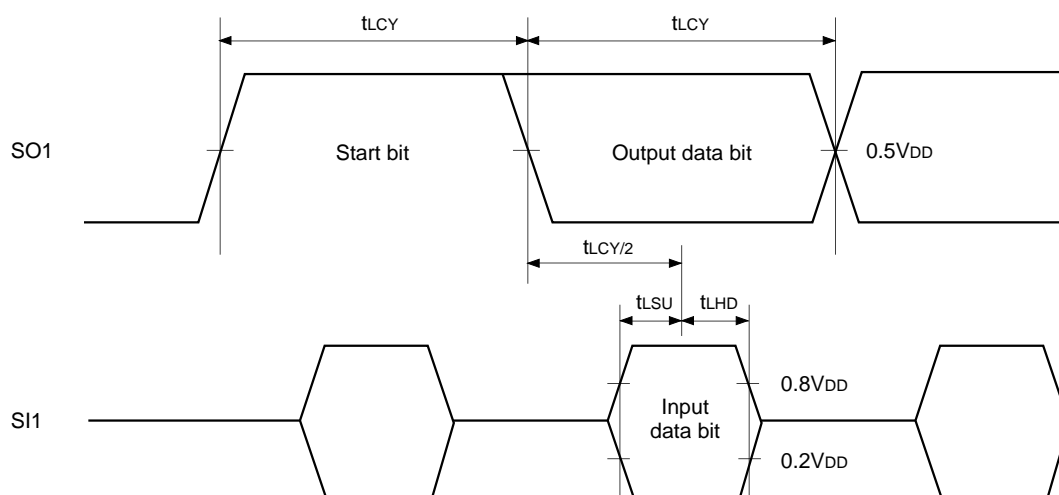 tLCY tLCY
SO1 Start bit Output data bit 0.5VDD
tLCY/2
tLSU tLHD
0.8VDD
SI1 Input
data bit
0.2VDD